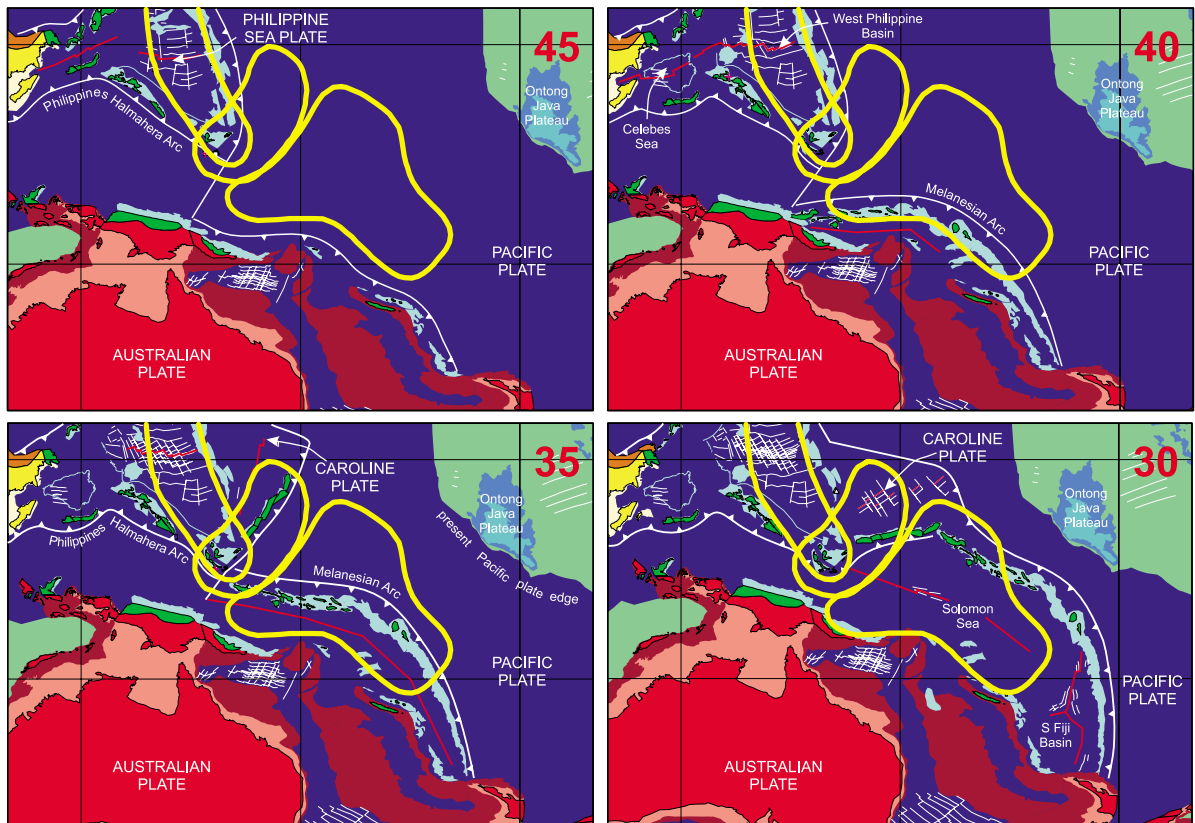 PHILIPPINE
SEA PLATE
45
Ontong
Java
Plateau
Philippines Halmahera Arc
PACIFIC
PLATE
AUSTRALIAN
PLATE
West Philippine
Basin
40
Ontong
Java
Plateau
Celebes
Sea
Melanesian Arc
PACIFIC
PLATE
AUSTRALIAN
PLATE
35
CAROLINE
PLATE
Ontong
Java
Plateau
present Pacific plate edge
Philippines Halmahera Arc
Melanesian Arc
PACIFIC
PLATE
AUSTRALIAN
PLATE
CAROLINE
PLATE
30
Ontong
Java
Plateau
Solomon
Sea
PACIFIC
PLATE
S Fiji
Basin
AUSTRALIAN
PLATE